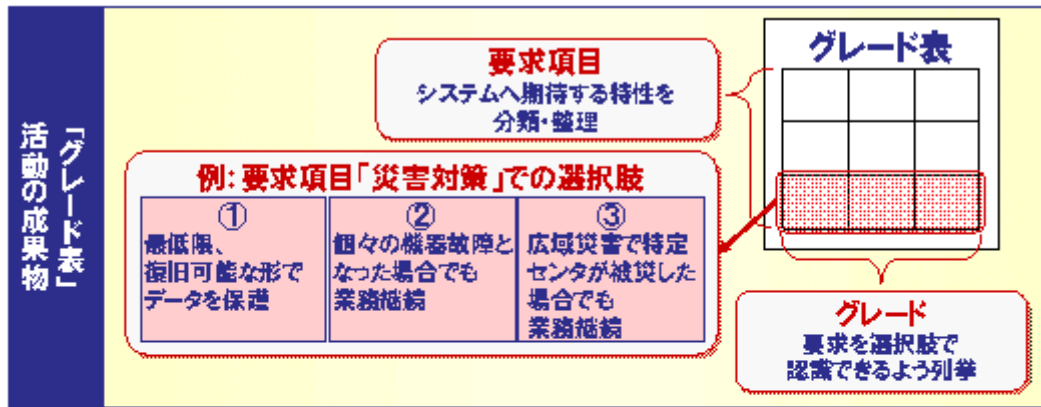 「グレード表」
活動の成果物
要求項目
システムへ期待する特性を
分類・整理
グレード表
例：要求項目「災害対策」での選択肢
①
最低限、
復旧可能な形で
データを保護
②
個々の機器故障と
なった場合でも
業務継続
③
広域災害で特定
センタが被災した
場合でも
業務継続
グレード
要求を選択肢で
認識できるよう列挙